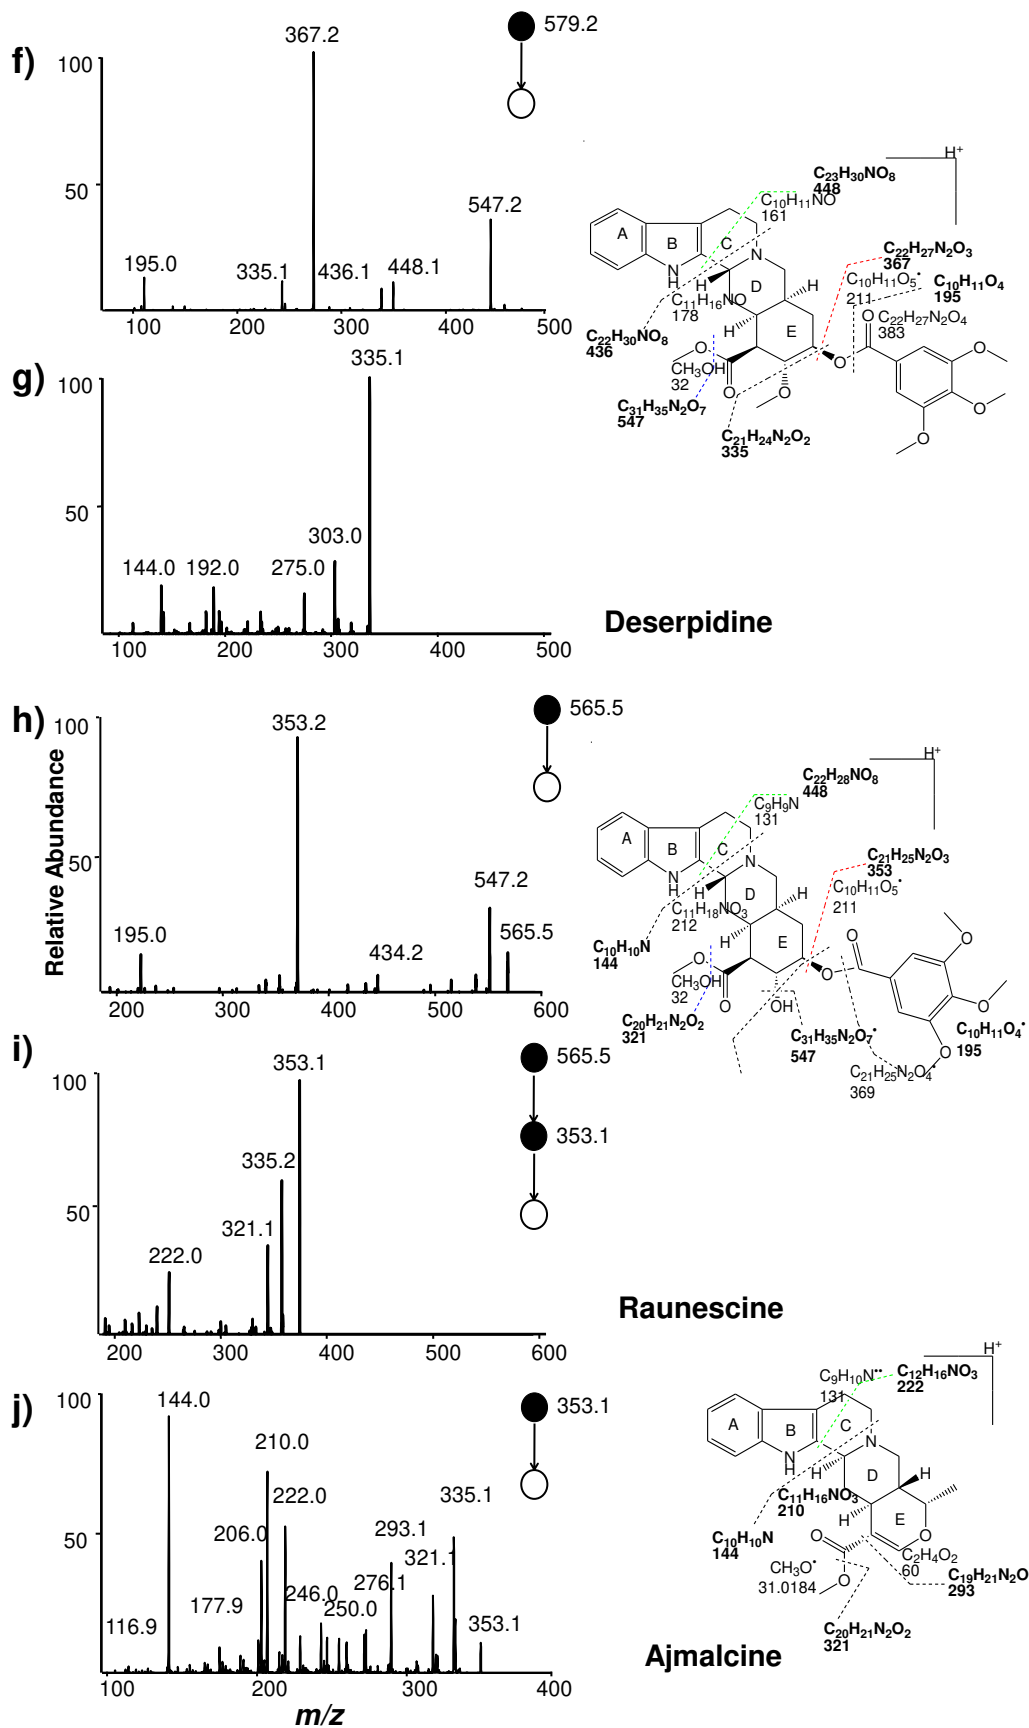 f)
367.2
579.2
100
50
195.0
335.1
436.1
448.1
547.2
100
200
300
400
500
H+
C23H30NO8
448
C10H11NO
161
A
B
C
N
NH
H
H
D
C11H16NO
178
H
E
C22H30NO8
436
O
CH3OH
32
O
O
C31H35N2O7
547
C21H24N2O2
335
C22H27N2O3
367
C10H11O5•
211
C10H11O4
195
O
C22H27N2O4
383
O
O
O
O
g)
335.1
100
50
144.0
192.0
275.0
303.0
100
200
300
400
500
Deserpidine
h)
Relative Abundance
353.2
565.5
100
50
195.0
434.2
547.2
565.5
200
300
400
500
600
H+
C22H28NO8
448
C9H9N
131
A
B
C
N
NH
H
H
D
C11H18NO3
212
H
E
C10H10N
144
O
CH3OH
32
O
OH
C20H21N2O2
321
C31H35N2O7•
547
C21H25N2O3
353
C10H11O5•
211
O
O
O
O
O
C10H11O4•
195
C21H25N2O4•
369
i)
353.1
565.5
353.1
100
50
222.0
321.1
335.2
200
300
400
500
600
Raunescine
j)
144.0
353.1
100
50
116.9
177.9
206.0
210.0
222.0
246.0
250.0
276.1
293.1
321.1
335.1
353.1
100
200
300
400
m/z
H+
C9H10N••
131
C12H16NO3
222
A
B
C
N
N
H
H
H
D
C11H16NO3
210
H
E
O
C10H10N
144
O
O
CH3O•
31.0184
C2H4O2
60
C19H21N2O
293
C20H21N2O2
321
Ajmalcine